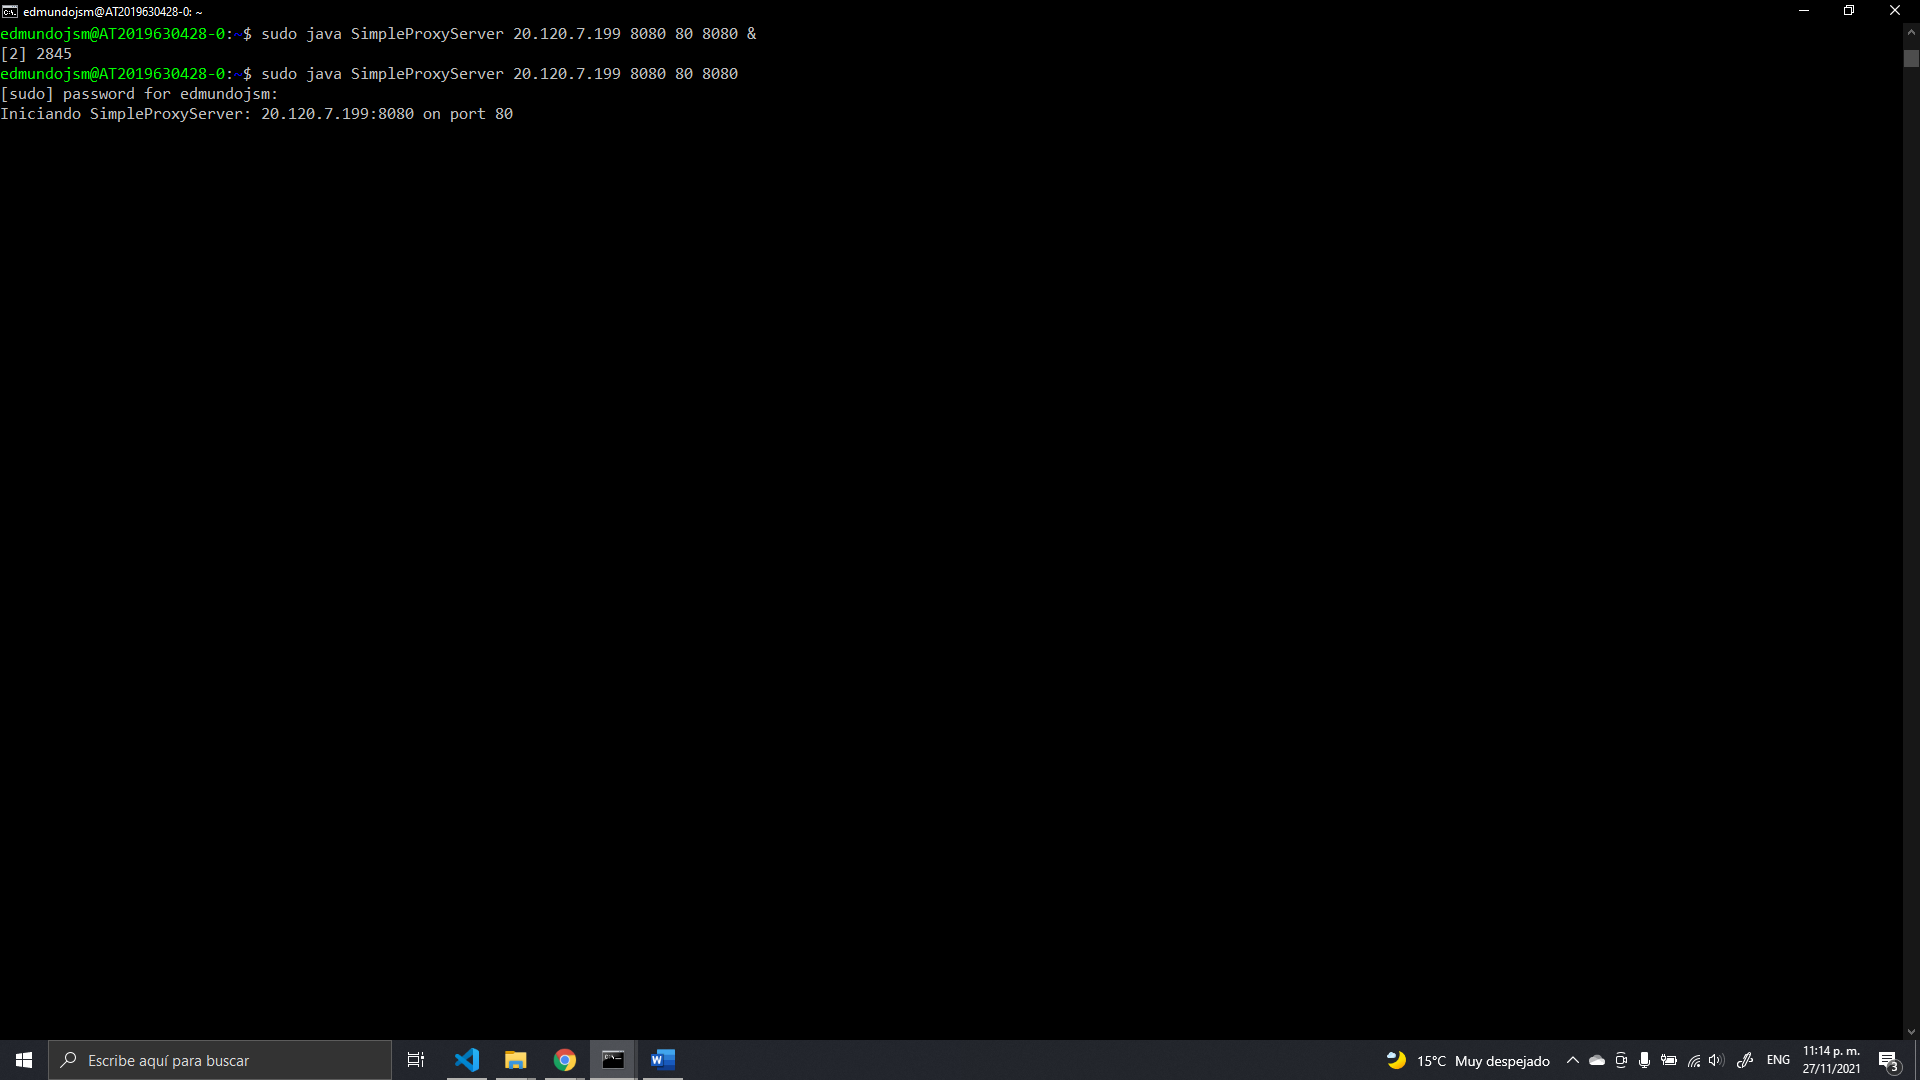 edmundojsm@AT2019630428-0: ~
edmundojsm@AT2019630428-0:~$ sudo java SimpleProxyServer 20.120.7.199 8080 80 8080 &
[2] 2845
edmundojsm@AT2019630428-0:~$ sudo java SimpleProxyServer 20.120.7.199 8080 80 8080
[sudo] password for edmundojsm:
Iniciando SimpleProxyServer: 20.120.7.199:8080 on port 80
Escribe aquí para buscar
15°C Muy despejado
ENG
11:14 p. m.
27/11/2021
3